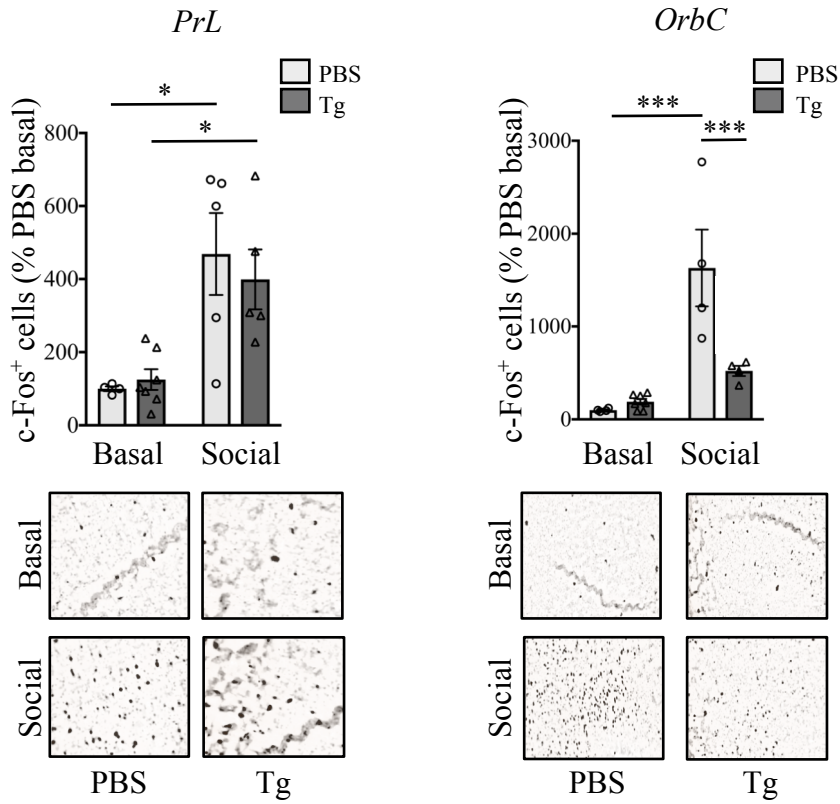 PrL
PBS
Tg
*
*
c-Fos⁺ cells (% PBS basal)
800
600
400
200
0
Basal
Social
OrbC
PBS
Tg
***
***
c-Fos⁺ cells (% PBS basal)
3000
2000
1000
0
Basal
Social
Basal
Social
PBS
Tg
Basal
Social
PBS
Tg